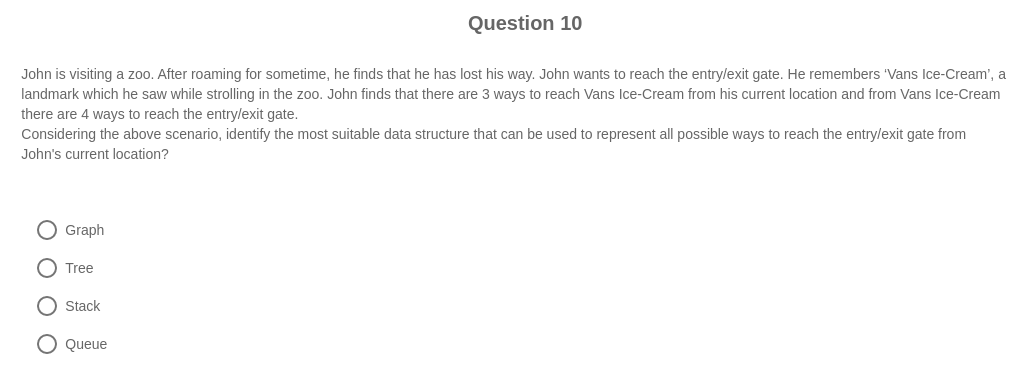 Question 10
John is visiting a zoo. After roaming for sometime, he finds that he has lost his way. John wants to reach the entry/exit gate. He remembers ‘Vans Ice-Cream’, a
landmark which he saw while strolling in the zoo. John finds that there are 3 ways to reach Vans Ice-Cream from his current location and from Vans Ice-Cream
there are 4 ways to reach the entry/exit gate.
Considering the above scenario, identify the most suitable data structure that can be used to represent all possible ways to reach the entry/exit gate from
John's current location?
Graph
Tree
Stack
Queue